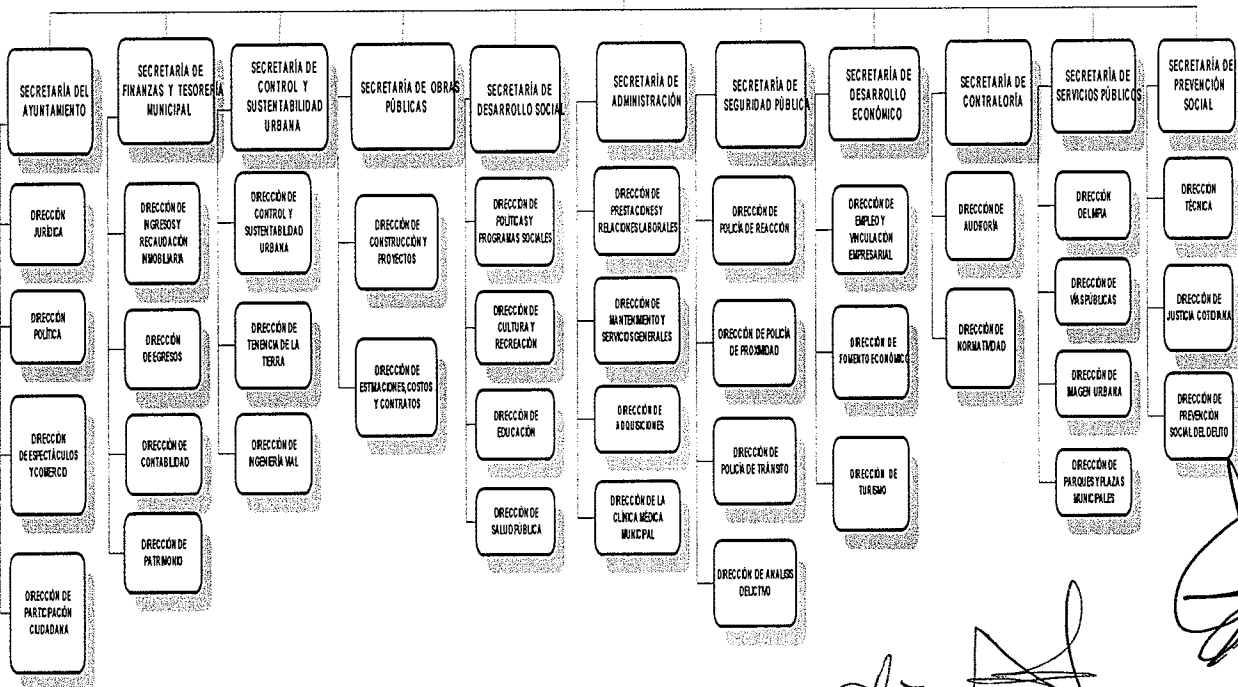 SECRETARÍA DEL
AYUNTAMIENTO
DIRECCIÓN
JURÍDICA
DIRECCIÓN
POLÍTICA
DIRECCIÓN
DE ESPECTÁCULOS
Y COMERCIO
DIRECCIÓN DE
PARTICIPACIÓN
CIUDADANA
SECRETARÍA DE
FINANZAS Y TESORERÍA
MUNICIPAL
DIRECCIÓN DE
INGRESOS Y
RECAUDACIÓN
INMOBILIARIA
DIRECCIÓN
DE EGRESOS
DIRECCIÓN DE
CONTABILIDAD
DIRECCIÓN DE
PATRIMONIO
SECRETARÍA DE
CONTROL Y
SUSTENTABILIDAD
URBANA
DIRECCIÓN DE
CONTROL Y
SUSTENTABILIDAD
URBANA
DIRECCIÓN DE
TENENCIA DE LA
TIERRA
DIRECCIÓN DE
INGENIERÍA VIAL
SECRETARÍA DE OBRAS
PÚBLICAS
DIRECCIÓN DE
CONSTRUCCIÓN Y
PROYECTOS
DIRECCIÓN DE
ESTIMACIONES, COSTOS
Y CONTRATOS
SECRETARÍA DE
DESARROLLO SOCIAL
DIRECCIÓN DE
POLÍTICAS Y
PROGRAMAS SOCIALES
DIRECCIÓN DE
CULTURA Y
RECREACIÓN
DIRECCIÓN DE
EDUCACIÓN
DIRECCIÓN DE
SALUD PÚBLICA
SECRETARÍA DE
ADMINISTRACIÓN
DIRECCIÓN DE
PRESTACIONES Y
RELACIONES LABORALES
DIRECCIÓN DE
MANTENIMIENTO Y
SERVICIOS GENERALES
DIRECCIÓN DE
ADQUISICIONES
DIRECCIÓN DE LA
CLÍNICA MÉDICA
MUNICIPAL
SECRETARÍA DE
SEGURIDAD PÚBLICA
DIRECCIÓN DE
POLICÍA DE REACCIÓN
DIRECCIÓN DE POLICÍA
DE PROXIMIDAD
DIRECCIÓN DE
POLICÍA DE TRÁNSITO
DIRECCIÓN DE ANALISIS
DELICTIVO
SECRETARÍA DE
DESARROLLO
ECONÓMICO
DIRECCIÓN DE
EMPLEO Y
VINCULACIÓN
EMPRESARIAL
DIRECCIÓN DE
FOMENTO ECONÓMICO
DIRECCIÓN DE
TURISMO
SECRETARÍA DE
CONTRALORÍA
DIRECCIÓN DE
AUDITORÍA
DIRECCIÓN DE
NORMATIVIDAD
SECRETARÍA DE
SERVICIOS PÚBLICOS
DIRECCIÓN
DE LIMPIA
DIRECCIÓN DE
VÍAS PÚBLICAS
DIRECCIÓN DE
IMAGEN URBANA
DIRECCIÓN DE
PARQUES Y PLAZAS
MUNICIPALES
SECRETARÍA DE
PREVENCIÓN
SOCIAL
DIRECCIÓN
TÉCNICA
DIRECCIÓN DE
JUSTICIA COTIDIANA
DIRECCIÓN DE
PREVENCIÓN
SOCIAL DEL DELITO